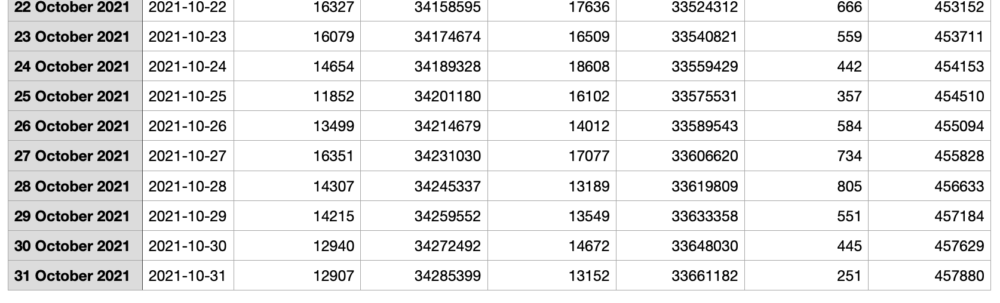 22 October 2021 2021-10-22 16327 34158595 17636 33524312 666 453152
23 October 2021 2021-10-23 16079 34174674 16509 33540821 559 453711
24 October 2021 2021-10-24 14654 34189328 18608 33559429 442 454153
25 October 2021 2021-10-25 11852 34201180 16102 33575531 357 454510
26 October 2021 2021-10-26 13499 34214679 14012 33589543 584 455094
27 October 2021 2021-10-27 16351 34231030 17077 33606620 734 455828
28 October 2021 2021-10-28 14307 34245337 13189 33619809 805 456633
29 October 2021 2021-10-29 14215 34259552 13549 33633358 551 457184
30 October 2021 2021-10-30 12940 34272492 14672 33648030 445 457629
31 October 2021 2021-10-31 12907 34285399 13152 33661182 251 457880